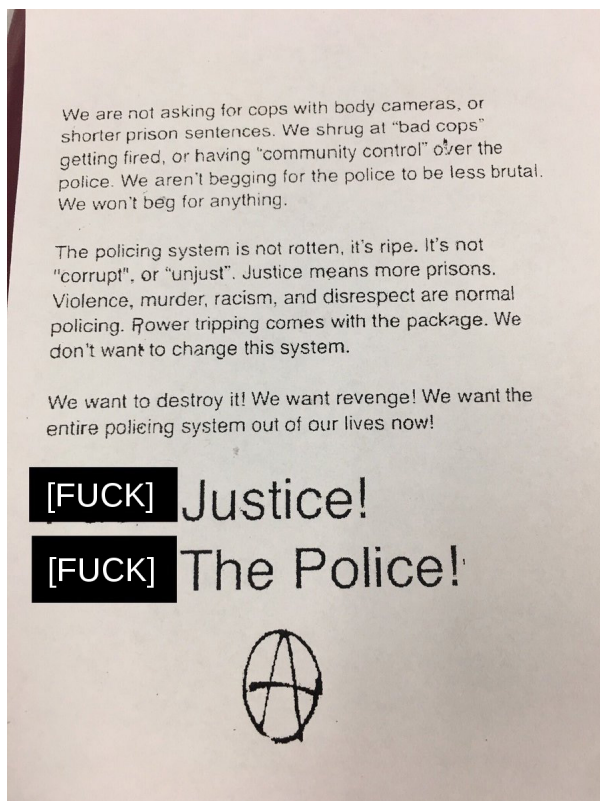 We are not asking for cops with body cameras, or
shorter prison sentences. We shrug at “bad cops”
getting fired, or having “community control” over the
police. We aren't begging for the police to be less brutal.
We won't beg for anything.
The policing system is not rotten, it's ripe. It's not
"corrupt", or “unjust”. Justice means more prisons.
Violence, murder, racism, and disrespect are normal
policing. Power tripping comes with the package. We
don't want to change this system.
We want to destroy it! We want revenge! We want the
entire policing system out of our lives now!
[FUCK] Justice!
[FUCK] The Police!